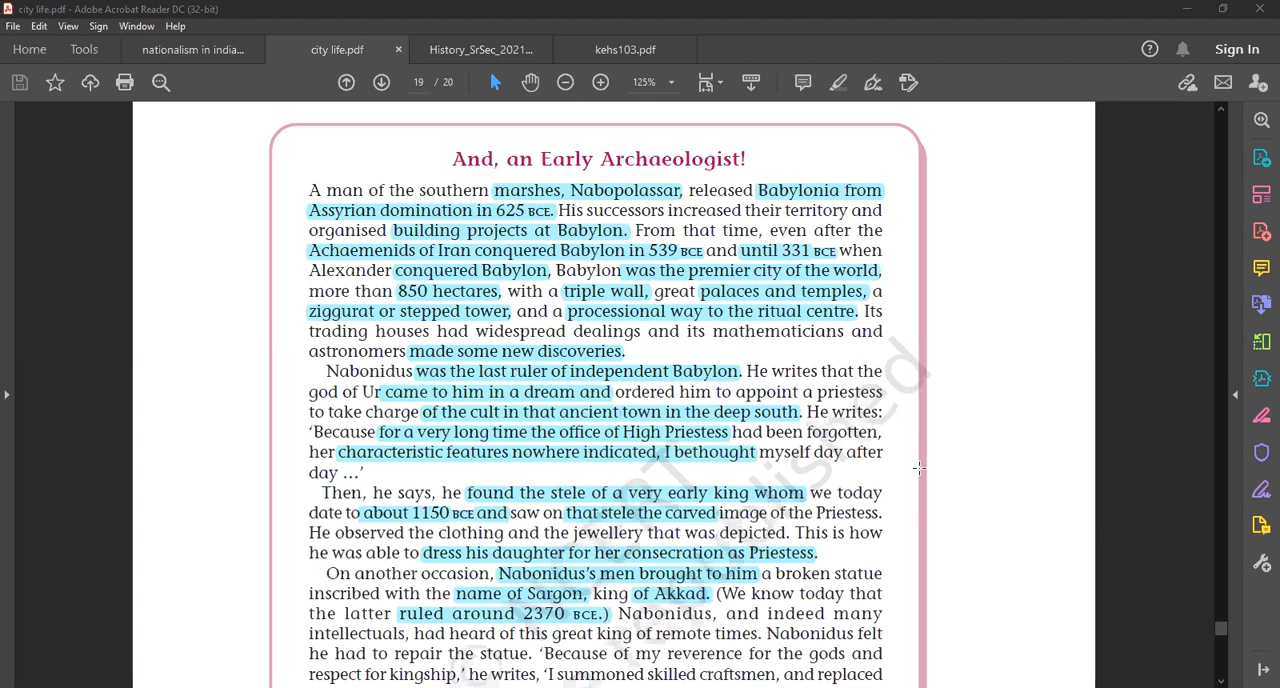 city life.pdf - Adobe Acrobat Reader DC (32-bit)
File Edit View Sign Window Help
Home Tools nationalism in india... city life.pdf × History_SrSec_2021... kehs103.pdf Sign In
19 / 20 125%
And, an Early Archaeologist!
A man of the southern marshes, Nabopolassar, released Babylonia from
Assyrian domination in 625 BCE. His successors increased their territory and
organised building projects at Babylon. From that time, even after the
Achaemenids of Iran conquered Babylon in 539 BCE and until 331 BCE when
Alexander conquered Babylon, Babylon was the premier city of the world,
more than 850 hectares, with a triple wall, great palaces and temples, a
ziggurat or stepped tower, and a processional way to the ritual centre. Its
trading houses had widespread dealings and its mathematicians and
astronomers made some new discoveries.
Nabonidus was the last ruler of independent Babylon. He writes that the
god of Ur came to him in a dream and ordered him to appoint a priestess
to take charge of the cult in that ancient town in the deep south. He writes:
‘Because for a very long time the office of High Priestess had been forgotten,
her characteristic features nowhere indicated, I bethought myself day after
day ...’
Then, he says, he found the stele of a very early king whom we today
date to about 1150 BCE and saw on that stele the carved image of the Priestess.
He observed the clothing and the jewellery that was depicted. This is how
he was able to dress his daughter for her consecration as Priestess.
On another occasion, Nabonidus’s men brought to him a broken statue
inscribed with the name of Sargon, king of Akkad. (We know today that
the latter ruled around 2370 BCE.) Nabonidus, and indeed many
intellectuals, had heard of this great king of remote times. Nabonidus felt
he had to repair the statue. ‘Because of my reverence for the gods and
respect for kingship,’ he writes, ‘I summoned skilled craftsmen, and replaced